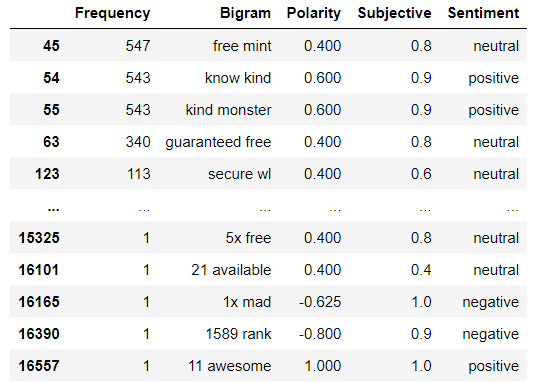 Frequency Bigram Polarity Subjective Sentiment
45 547 free mint 0.400 0.8 neutral
54 543 know kind 0.600 0.9 positive
55 543 kind monster 0.600 0.9 positive
63 340 guaranteed free 0.400 0.8 neutral
123 113 secure wl 0.400 0.6 neutral
... ... ... ... ... ...
15325 1 5x free 0.400 0.8 neutral
16101 1 21 available 0.400 0.4 neutral
16165 1 1x mad -0.625 1.0 negative
16390 1 1589 rank -0.800 0.9 negative
16557 1 11 awesome 1.000 1.0 positive